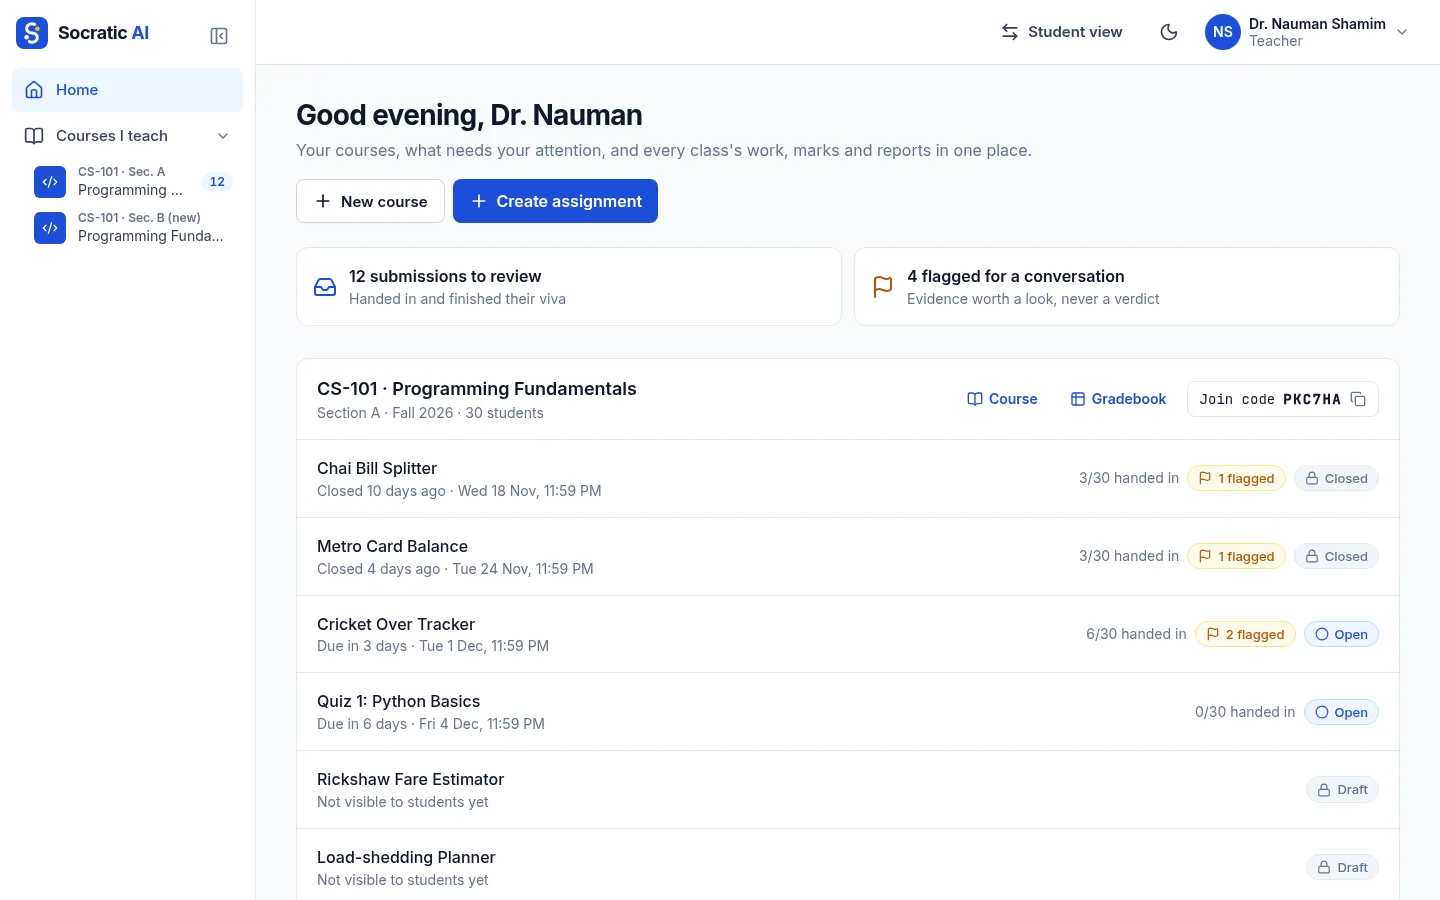 Socratic AI
Student view
NS
Dr. Nauman Shamim
Teacher
Home
Courses I teach
CS-101 · Sec. A
Programming ...
12
CS-101 · Sec. B (new)
Programming Funda...
Good evening, Dr. Nauman
Your courses, what needs your attention, and every class's work, marks and reports in one place.
New course
Create assignment
12 submissions to review
Handed in and finished their viva
4 flagged for a conversation
Evidence worth a look, never a verdict
CS-101 · Programming Fundamentals
Section A · Fall 2026 · 30 students
Course
Gradebook
Join code PKC7HA
Chai Bill Splitter
Closed 10 days ago · Wed 18 Nov, 11:59 PM
3/30 handed in
1 flagged
Closed
Metro Card Balance
Closed 4 days ago · Tue 24 Nov, 11:59 PM
3/30 handed in
1 flagged
Closed
Cricket Over Tracker
Due in 3 days · Tue 1 Dec, 11:59 PM
6/30 handed in
2 flagged
Open
Quiz 1: Python Basics
Due in 6 days · Fri 4 Dec, 11:59 PM
0/30 handed in
Open
Rickshaw Fare Estimator
Not visible to students yet
Draft
Load-shedding Planner
Not visible to students yet
Draft